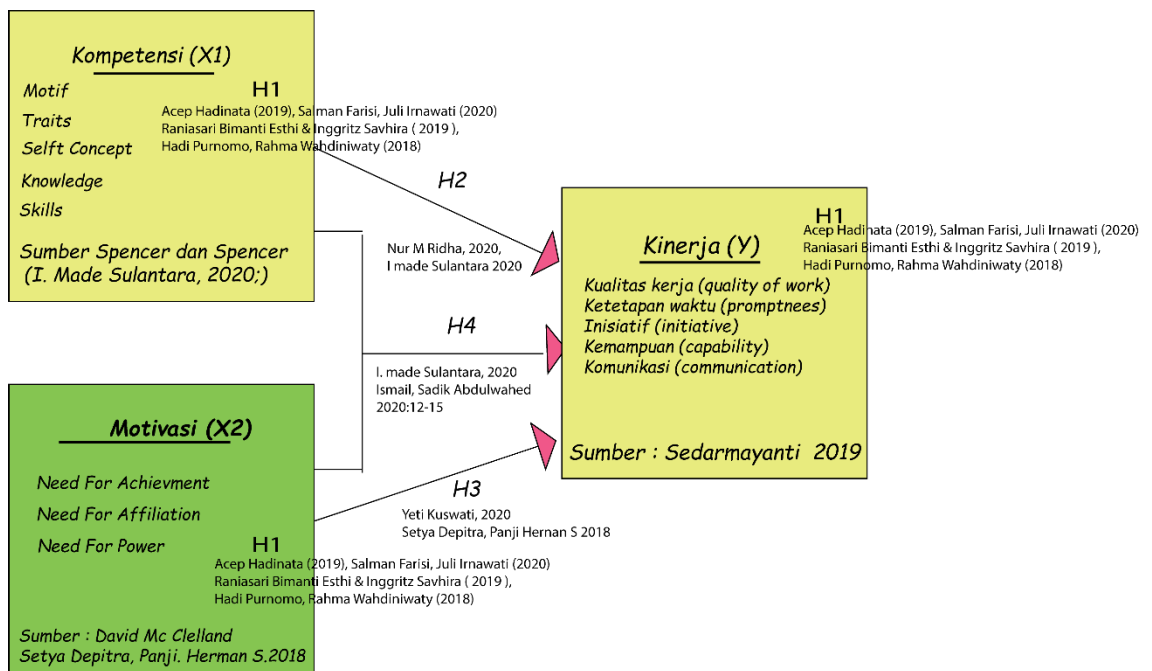 Kompetensi (X1)
Motif
Traits
Selft Concept
Knowledge
Skills
Sumber Spencer dan Spencer
(I. Made Sulantara, 2020;)
H1
Acep Hadinata (2019), Salman Farisi, Juli Irnawati (2020)
Raniasari Bimanti Esthi & Inggritz Savhira ( 2019 ),
Hadi Purnomo, Rahma Wahdiniwaty (2018)
H2
Nur M Ridha, 2020,
I made Sulantara 2020
H4
I. made Sulantara, 2020
Ismail, Sadik Abdulwahed
2020:12-15
Motivasi (X2)
Need For Achievment
Need For Affiliation
Need For Power
H1
Acep Hadinata (2019), Salman Farisi, Juli Irnawati (2020)
Raniasari Bimanti Esthi & Inggritz Savhira ( 2019 ),
Hadi Purnomo, Rahma Wahdiniwaty (2018)
Sumber : David Mc Clelland
Setya Depitra, Panji. Herman S.2018
H3
Yeti Kuswati, 2020
Setya Depitra, Panji Hernan S 2018
Kinerja (Y)
H1
Acep Hadinata (2019), Salman Farisi, Juli Irnawati (2020)
Raniasari Bimanti Esthi & Inggritz Savhira ( 2019 ),
Hadi Purnomo, Rahma Wahdiniwaty (2018)
Kualitas kerja (quality of work)
Ketetapan waktu (promptnees)
Inisiatif (initiative)
Kemampuan (capability)
Komunikasi (communication)
Sumber : Sedarmayanti 2019